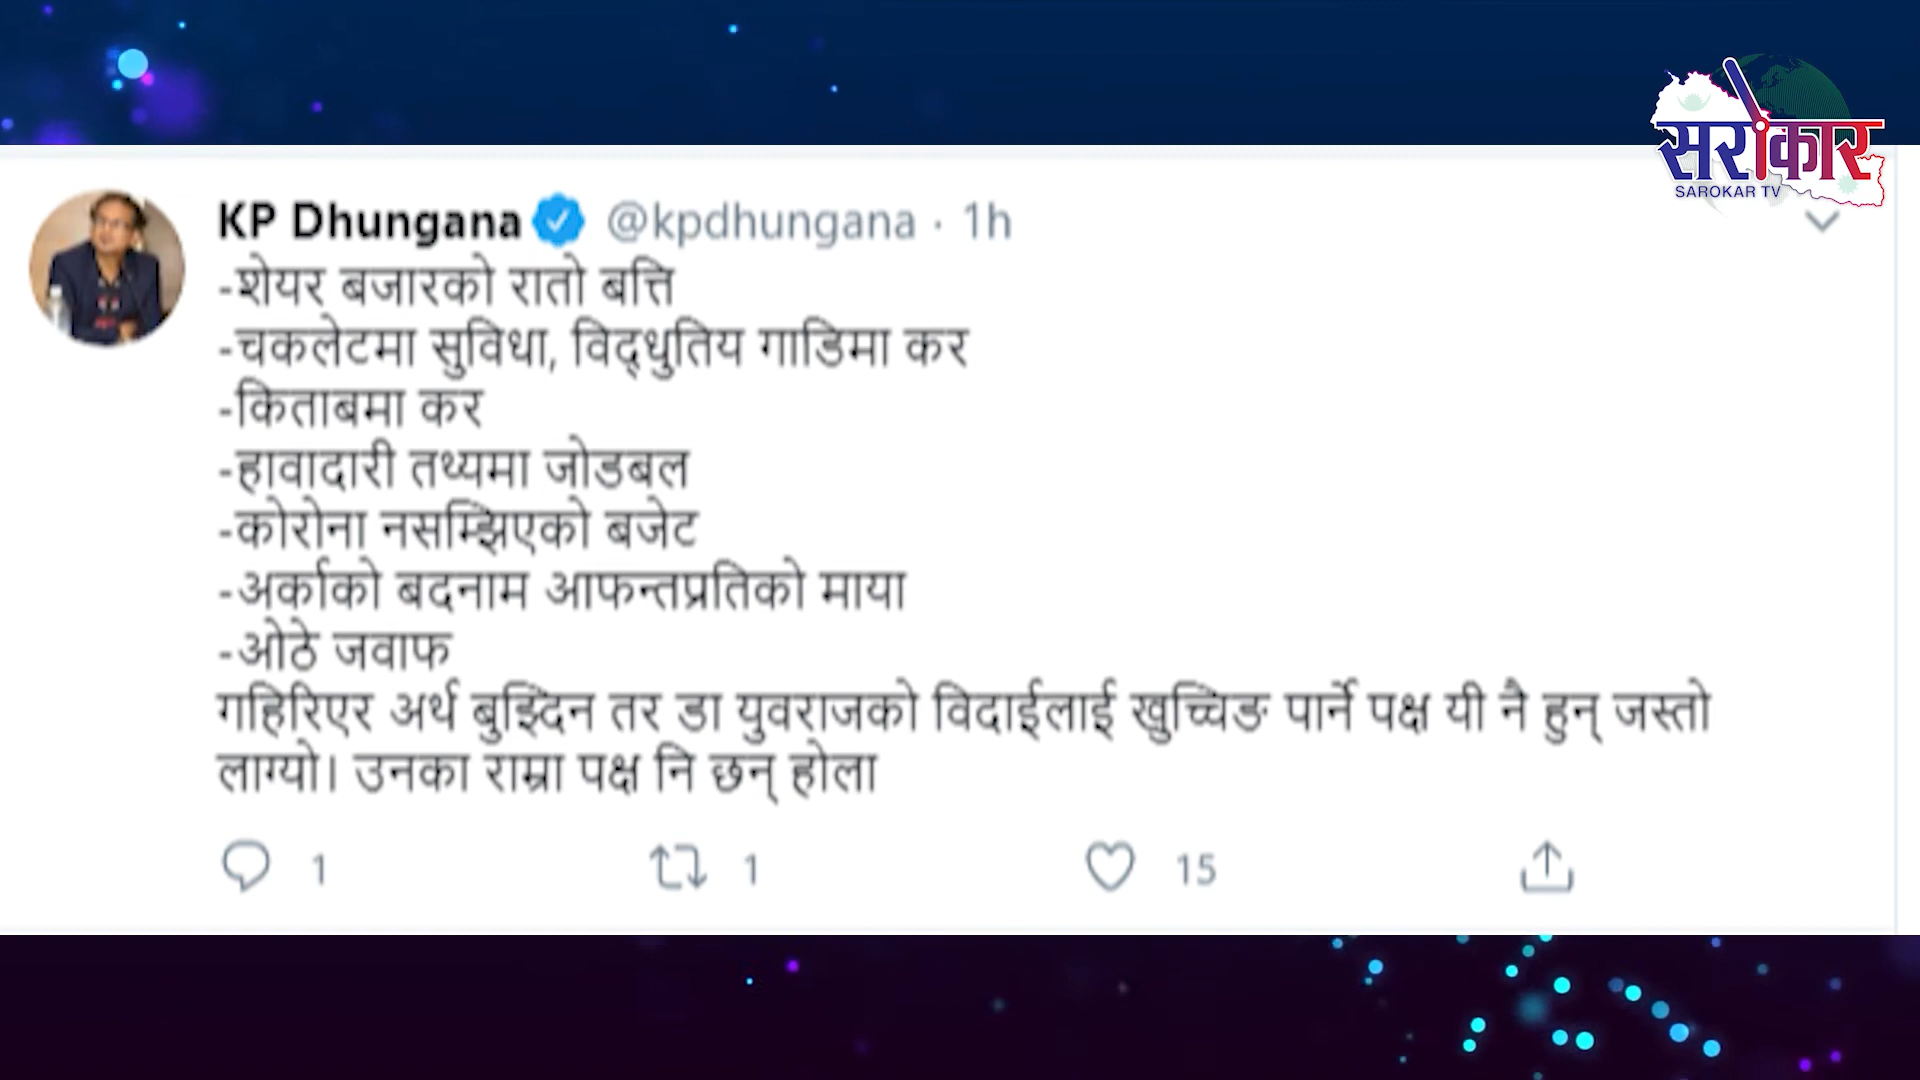 सरोकार
SAROKAR TV
KP Dhungana @kpdhungana · 1h
-शेयर बजारको रातो बत्ति
-चकलेटमा सुविधा, विद्धुतिय गाडिमा कर
-किताबमा कर
-हावादारी तथ्यमा जोडबल
-कोरोना नसम्झिएको बजेट
-अर्काको बदनाम आफन्तप्रतिको माया
-ओठे जवाफ
गहिरिएर अर्थ बुझ्दिन तर डा युवराजको विदाईलाई खुच्चिङ पार्ने पक्ष यी नै हुन् जस्तो
लाग्यो। उनका राम्रा पक्ष नि छन् होला
1 1 15